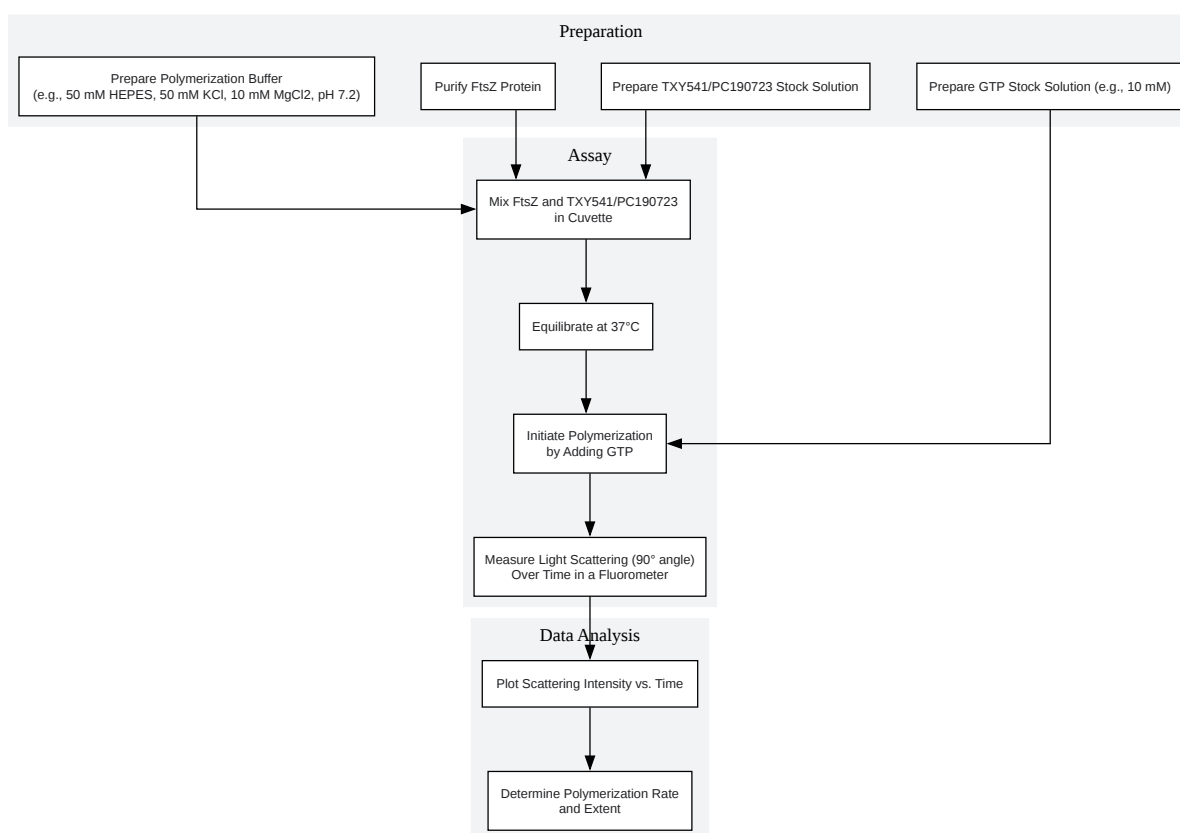 Preparation
Prepare Polymerization Buffer
(e.g., 50 mM HEPES, 50 mM KCl, 10 mM MgCl2, pH 7.2)
Purify FtsZ Protein
Prepare TXY541/PC190723 Stock Solution
Prepare GTP Stock Solution (e.g., 10 mM)
Assay
Mix FtsZ and TXY541/PC190723
in Cuvette
Equilibrate at 37°C
Initiate Polymerization
by Adding GTP
Measure Light Scattering (90° angle)
Over Time in a Fluorometer
Data Analysis
Plot Scattering Intensity vs. Time
Determine Polymerization Rate
and Extent